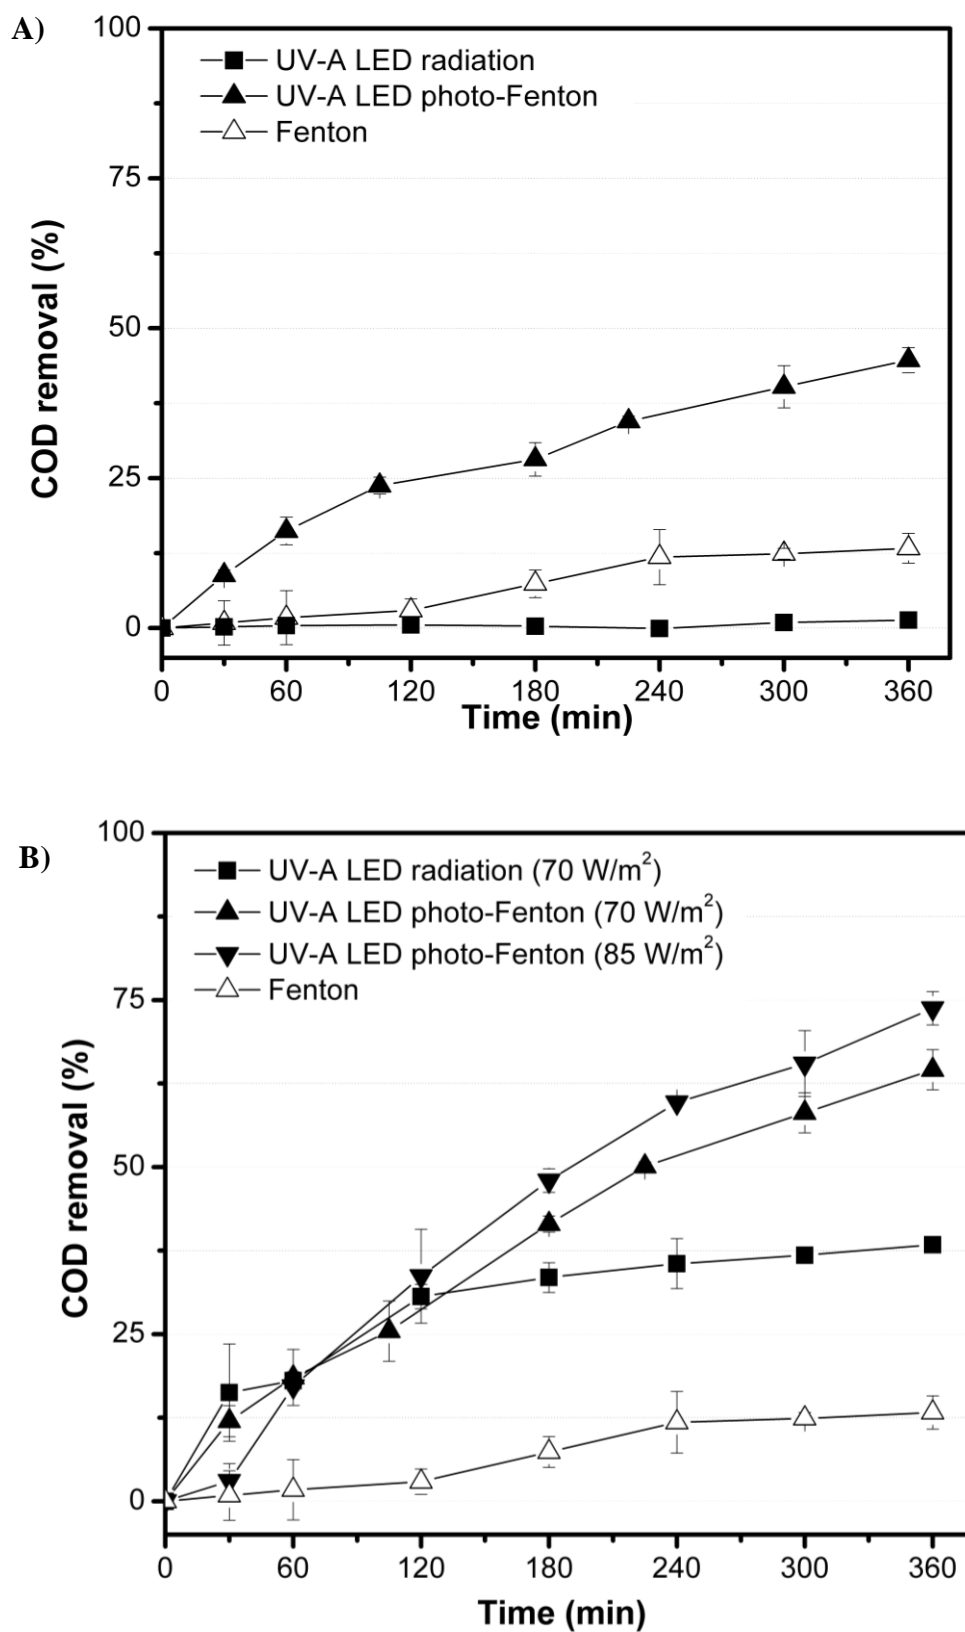 A)
UV-A LED radiation
UV-A LED photo-Fenton
Fenton
100
75
50
25
0
COD removal (%)
0 60 120 180 240 300 360
Time (min)
B)
UV-A LED radiation (70 W/m²)
UV-A LED photo-Fenton (70 W/m²)
UV-A LED photo-Fenton (85 W/m²)
Fenton
100
75
50
25
0
COD removal (%)
0 60 120 180 240 300 360
Time (min)